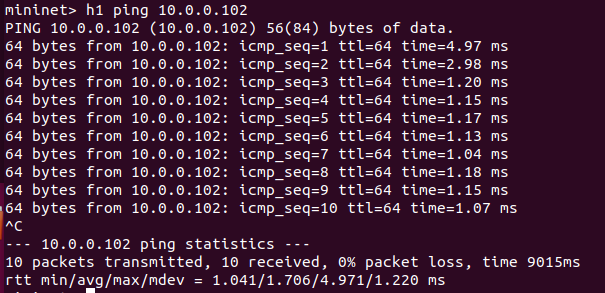 mininet> h1 ping 10.0.0.102
PING 10.0.0.102 (10.0.0.102) 56(84) bytes of data.
64 bytes from 10.0.0.102: icmp_seq=1 ttl=64 time=4.97 ms
64 bytes from 10.0.0.102: icmp_seq=2 ttl=64 time=2.98 ms
64 bytes from 10.0.0.102: icmp_seq=3 ttl=64 time=1.20 ms
64 bytes from 10.0.0.102: icmp_seq=4 ttl=64 time=1.15 ms
64 bytes from 10.0.0.102: icmp_seq=5 ttl=64 time=1.17 ms
64 bytes from 10.0.0.102: icmp_seq=6 ttl=64 time=1.13 ms
64 bytes from 10.0.0.102: icmp_seq=7 ttl=64 time=1.04 ms
64 bytes from 10.0.0.102: icmp_seq=8 ttl=64 time=1.18 ms
64 bytes from 10.0.0.102: icmp_seq=9 ttl=64 time=1.15 ms
64 bytes from 10.0.0.102: icmp_seq=10 ttl=64 time=1.07 ms
^C
--- 10.0.0.102 ping statistics ---
10 packets transmitted, 10 received, 0% packet loss, time 9015ms
rtt min/avg/max/mdev = 1.041/1.706/4.971/1.220 ms